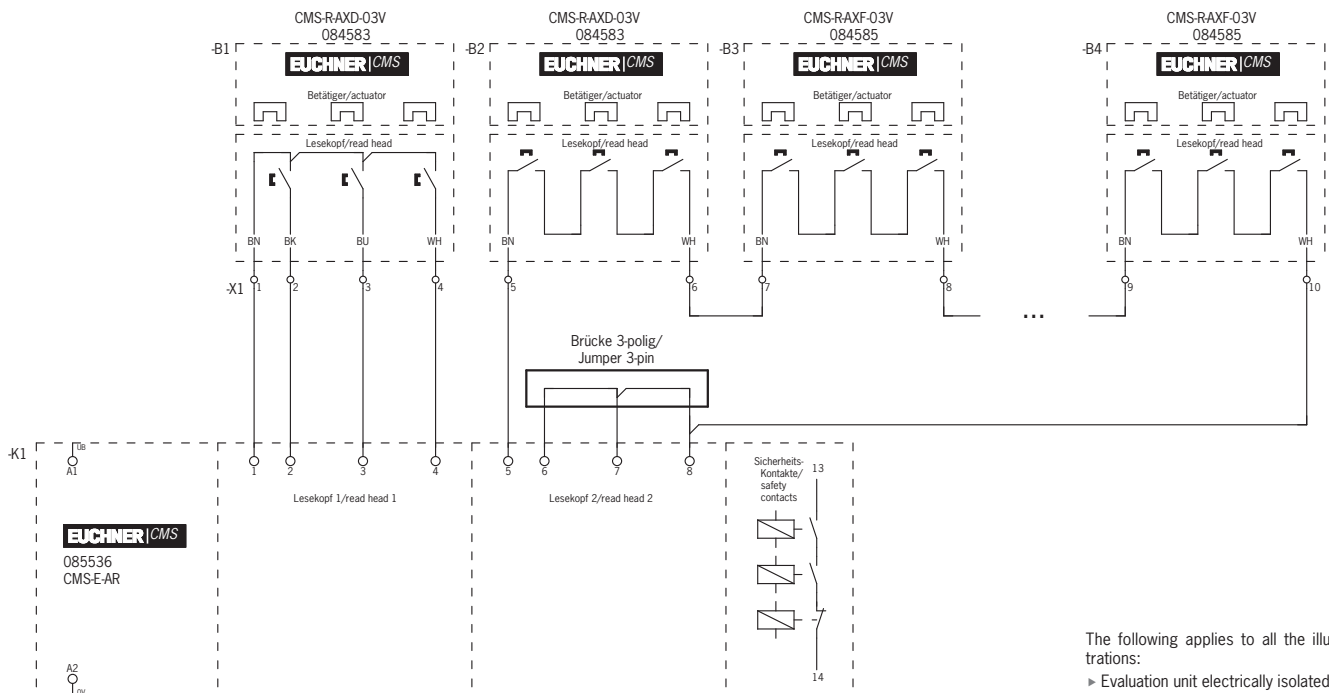 CMS-R-AXD-03V
084583
CMS-R-AXD-03V
084583
CMS-R-AXF-03V
084585
CMS-R-AXF-03V
084585
-B1
-B2
-B3
-B4
EUCHNER|CMS
EUCHNER|CMS
EUCHNER|CMS
EUCHNER|CMS
Betätiger/actuator
Betätiger/actuator
Betätiger/actuator
Betätiger/actuator
Lesekopf/read head
Lesekopf/read head
Lesekopf/read head
Lesekopf/read head
BN BK BU WH
BN WH
BN WH
BN WH
-X1 1 2 3 4 5 6 7 8 9 10
...
Brücke 3-polig/
Jumper 3-pin
-K1
UB
A1
1 2 3 4 5 6 7 8
Lesekopf 1/read head 1
Lesekopf 2/read head 2
Sicherheits-
Kontakte/
safety
contacts
13
EUCHNER|CMS
085536
CMS-E-AR
A2
0V
14
The following applies to all the illu
trations:
▸ Evaluation unit electrically isolated